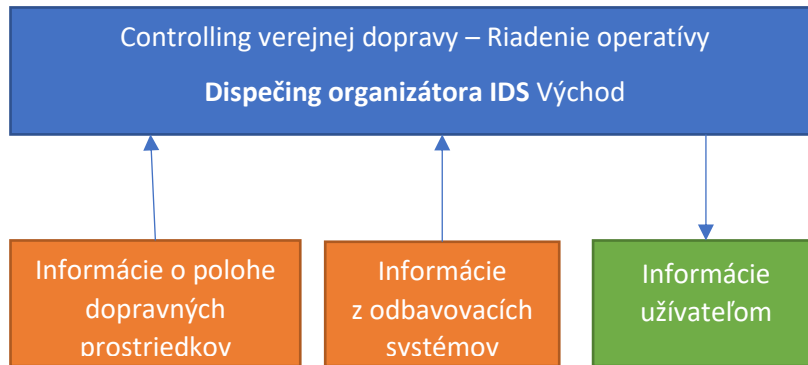 Controlling verejnej dopravy – Riadenie operatívy
Dispečing organizátora IDS Východ
Informácie o polohe
dopravných
prostriedkov
Informácie
z odbavovacích
systémov
Informácie
užívateľom